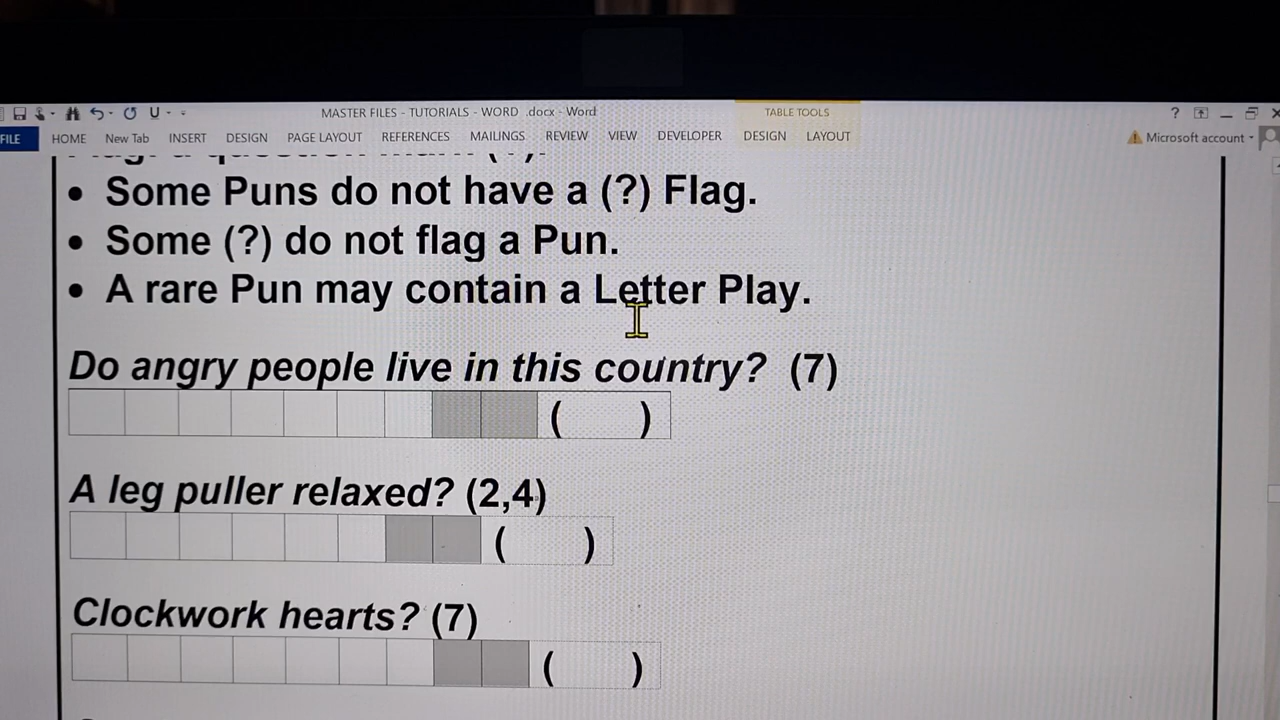 MASTER FILES - TUTORIALS - WORD .docx - Word
TABLE TOOLS
?
FILE HOME New Tab INSERT DESIGN PAGE LAYOUT REFERENCES MAILINGS REVIEW VIEW DEVELOPER DESIGN LAYOUT
Microsoft account
• Some Puns do not have a (?) Flag.
• Some (?) do not flag a Pun.
• A rare Pun may contain a Letter Play.
Do angry people live in this country? (7)
( )
A leg puller relaxed? (2,4)
( )
Clockwork hearts? (7)
( )